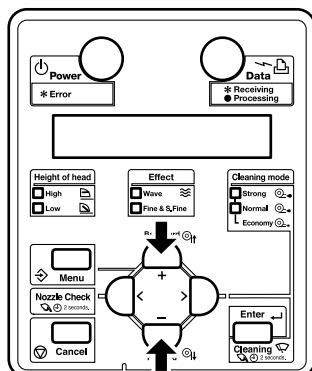 Power
Data
* Error
* Receiving
● Processing
Height of head
High
Low
Effect
Wave
Fine & S.Fine
Cleaning mode
Strong
Normal
Economy
Menu
+
< >
−
Nozzle Check
2 seconds.
Cancel
Enter
Cleaning
2 seconds.